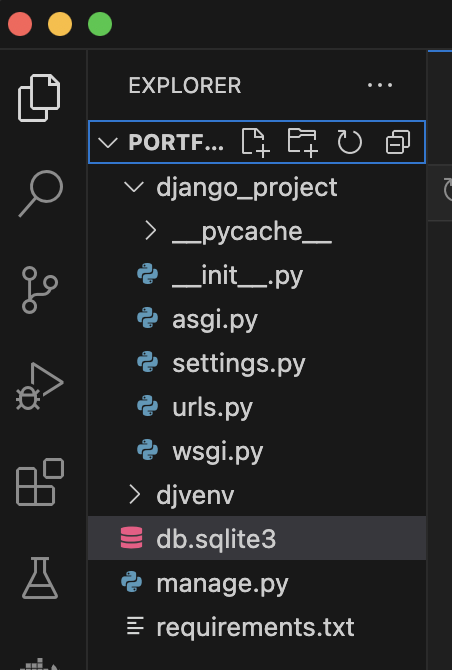 EXPLORER
PORTF...
django_project
__pycache__
__init__.py
asgi.py
settings.py
urls.py
wsgi.py
djvenv
db.sqlite3
manage.py
requirements.txt